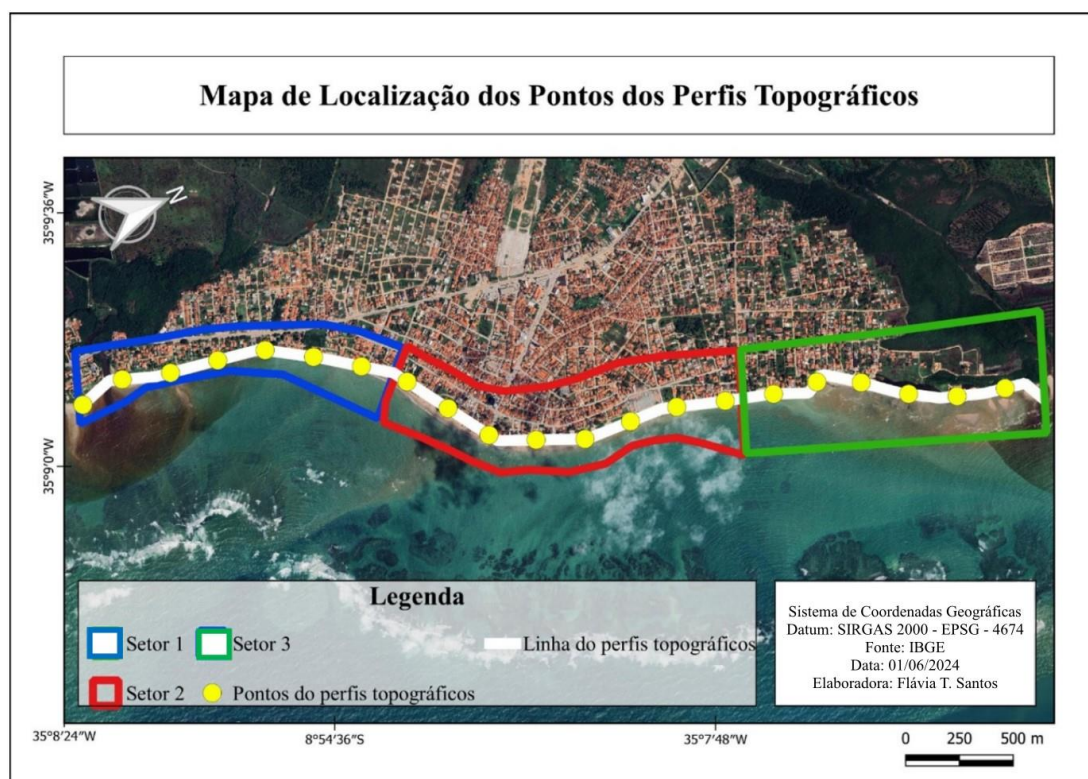 Mapa de Localização dos Pontos dos Perfis Topográficos
35°9'36"W
N
35°9'0"W
Legenda
Setor 1
Setor 3
Linha do perfis topográficos
Setor 2
Pontos do perfis topográficos
Sistema de Coordenadas Geográficas
Datum: SIRGAS 2000 - EPSG - 4674
Fonte: IBGE
Data: 01/06/2024
Elaboradora: Flávia T. Santos
35°8'24"W
8°54'36"S
35°7'48"W
0 250 500 m